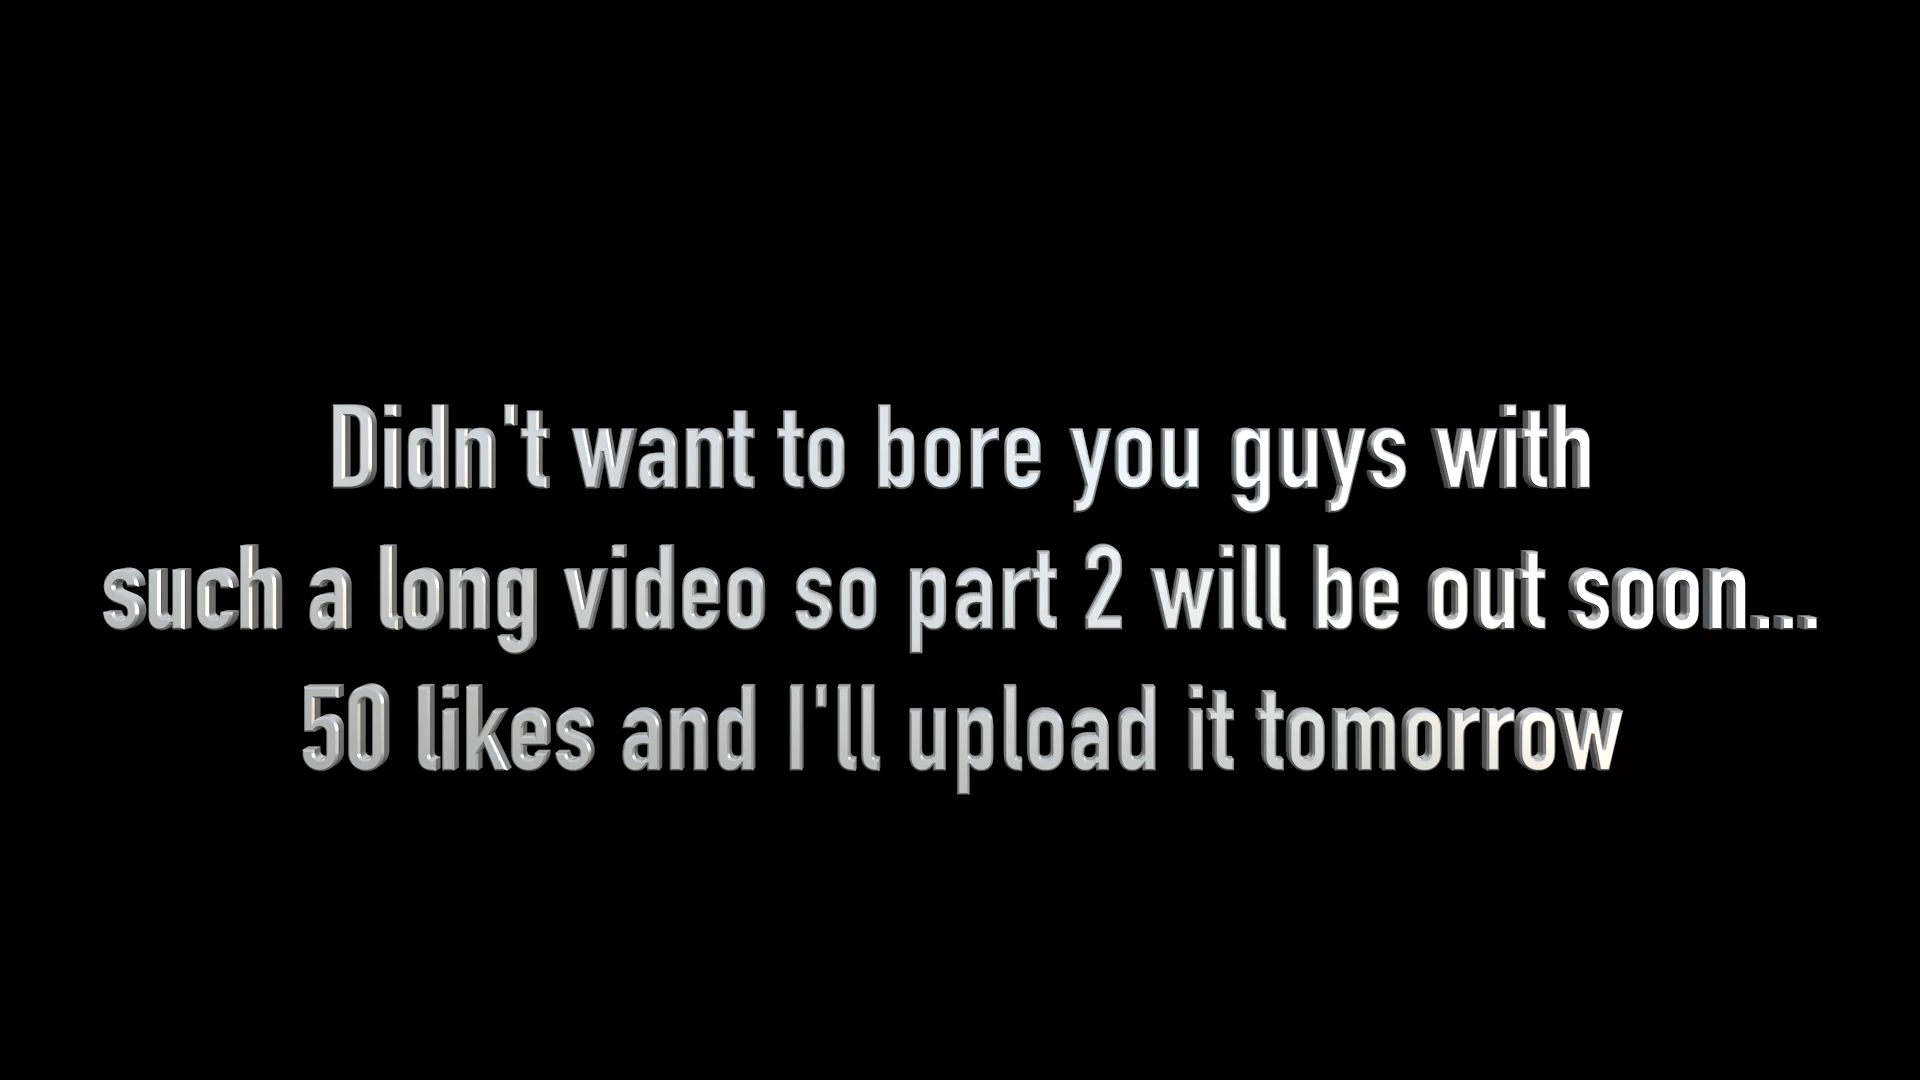 Didn't want to bore you guys with
such a long video so part 2 will be out soon...
50 likes and I'll upload it tomorrow